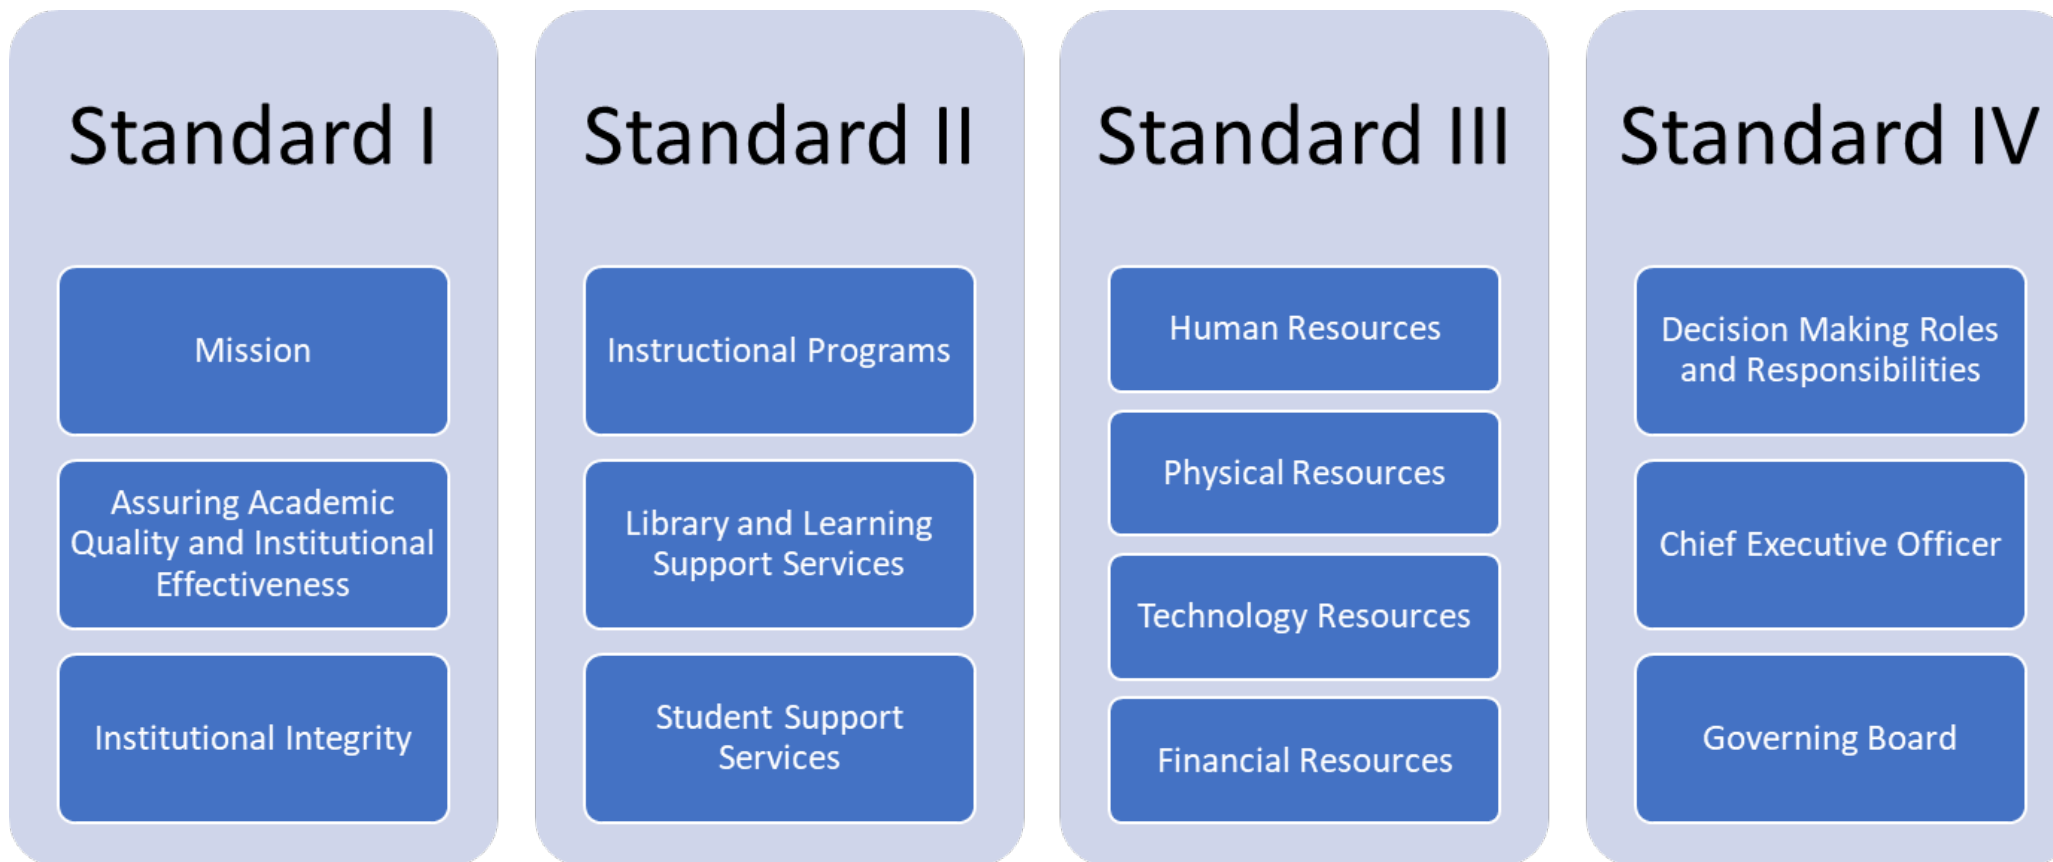 Standard I
Mission
Assuring Academic
Quality and Institutional
Effectiveness
Institutional Integrity
Standard II
Instructional Programs
Library and Learning
Support Services
Student Support
Services
Standard III
Human Resources
Physical Resources
Technology Resources
Financial Resources
Standard IV
Decision Making Roles
and Responsibilities
Chief Executive Officer
Governing Board